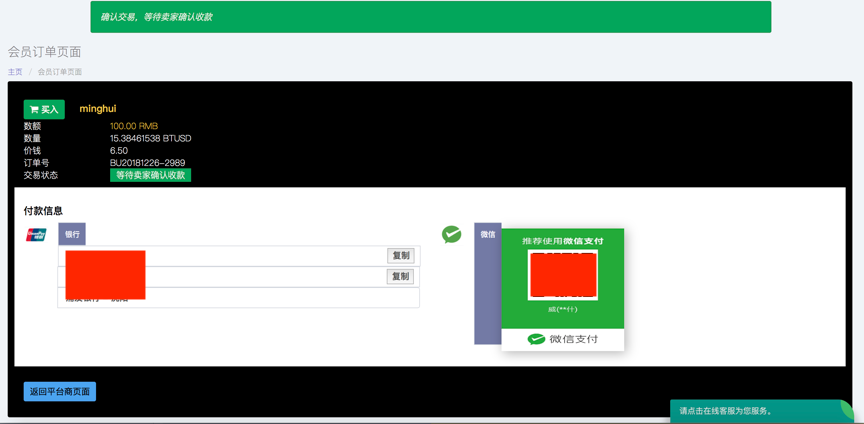 确认交易，等待卖家确认收款
会员订单页面
主页 / 会员订单页面
买入 minghui
数额 100.00 RMB
数量 15.38461538 BTUSD
价钱 6.50
订单号 BU20181226-2989
交易状态 等待卖家确认收款
付款信息
银行
复制
复制
微信
推荐使用微信支付
微信支付
返回平台商页面
请点击在线客服为您服务。